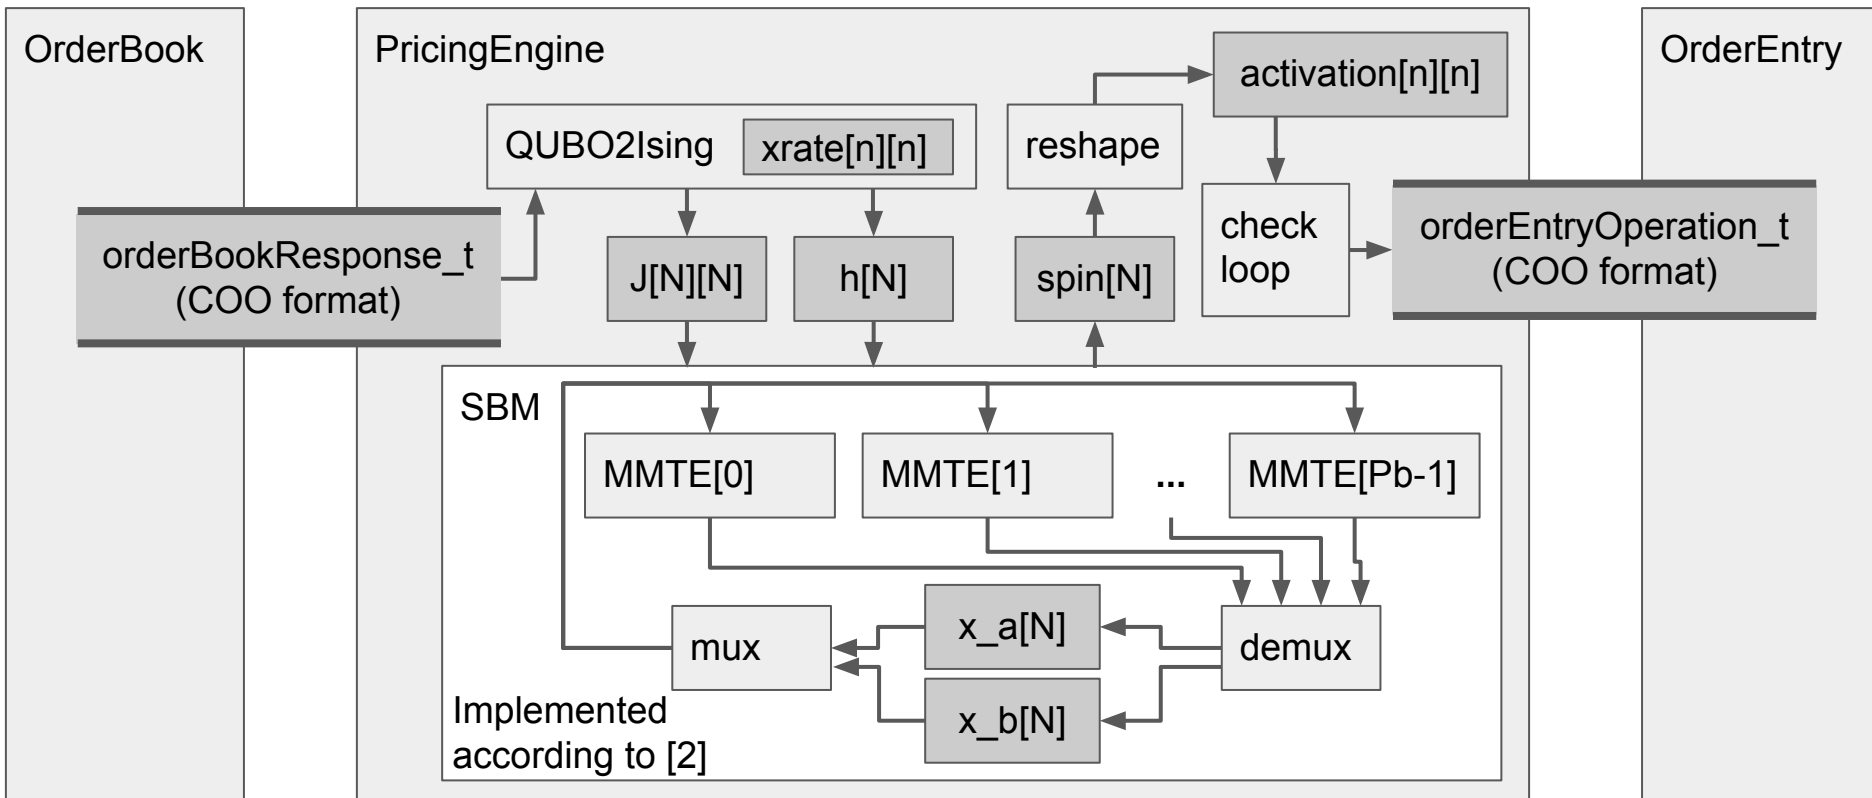 OrderBook
PricingEngine
OrderEntry
QUBO2Ising
xrate[n][n]
reshape
activation[n][n]
orderBookResponse_t
(COO format)
J[N][N]
h[N]
spin[N]
check
loop
orderEntryOperation_t
(COO format)
SBM
MMTE[0]
MMTE[1]
...
MMTE[Pb-1]
mux
x_a[N]
x_b[N]
demux
Implemented
according to [2]